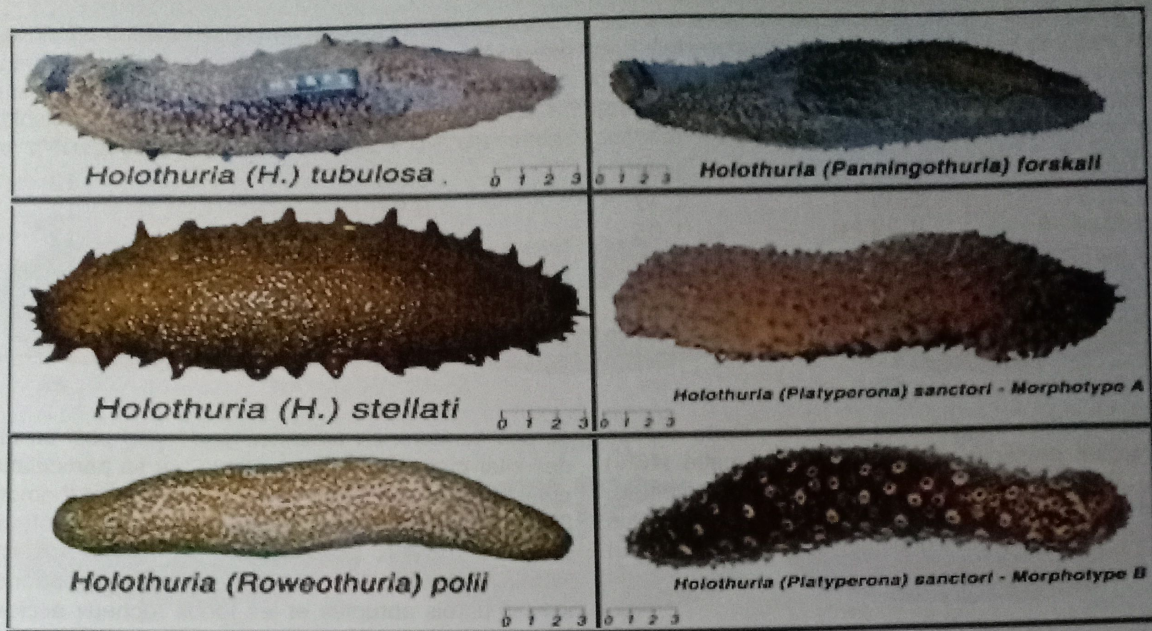 Holothuria (H.) tubulosa .
0 1 2 3
0 1 2 3
Holothuria (Panningothuria) forskali
Holothuria (H.) stellati
0 1 2 3
0 1 2 3
Holothuria (Platyperona) sanctori - Morphotype A
Holothuria (Roweothuria) polii
0 1 2 3
0 1 2 3
Holothuria (Platyperona) sanctori - Morphotype B